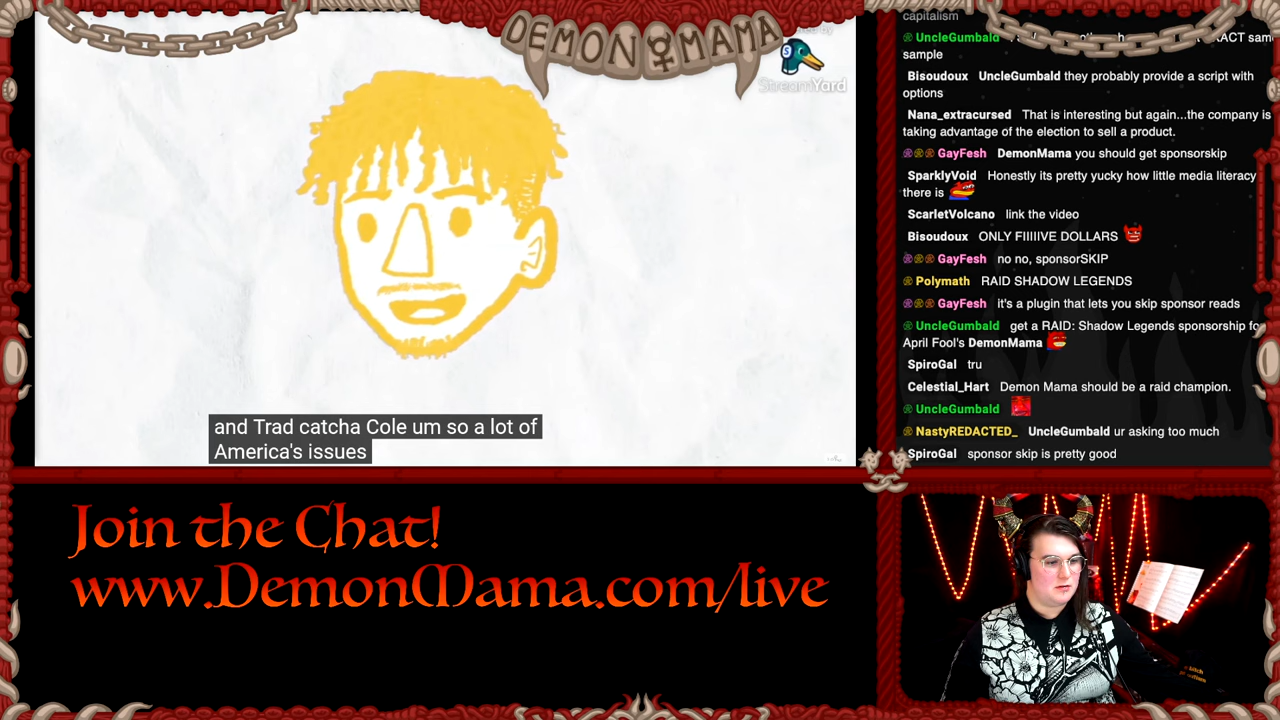 DEMON MAMA
StreamYard
and Trad catcha Cole um so a lot of
America's issues
Join the Chat!
www.DemonMama.com/live
capitalism
UncleGumbald
sample
Bisoudoux UncleGumbald they probably provide a script with
options
Nana_extracursed That is interesting but again...the company is
taking advantage of the election to sell a product.
GayFesh DemonMama you should get sponsorskip
SparklyVoid Honestly its pretty yucky how little media literacy
there is
ScarletVolcano link the video
Bisoudoux ONLY FIIIIIVE DOLLARS
GayFesh no no, sponsorSKIP
Polymath RAID SHADOW LEGENDS
GayFesh it's a plugin that lets you skip sponsor reads
UncleGumbald get a RAID: Shadow Legends sponsorship fo
April Fool's DemonMama
SpiroGal tru
Celestial_Hart Demon Mama should be a raid champion.
UncleGumbald
NastyREDACTED_ UncleGumbald ur asking too much
SpiroGal sponsor skip is pretty good